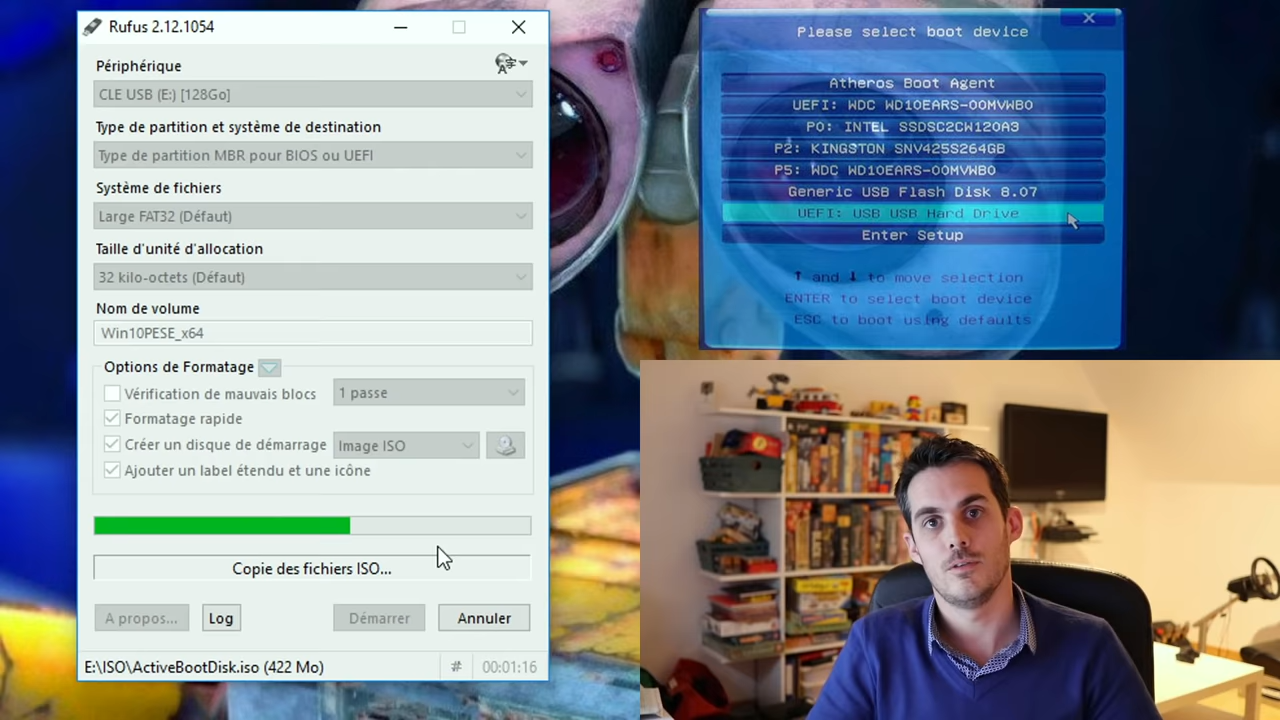 Rufus 2.12.1054
Périphérique
CLE USB (E:) [128Go]
Type de partition et système de destination
Type de partition MBR pour BIOS ou UEFI
Système de fichiers
Large FAT32 (Défaut)
Taille d'unité d'allocation
32 kilo-octets (Défaut)
Nom de volume
Win10PESE_x64
Options de Formatage
Vérification de mauvais blocs
1 passe
Formatage rapide
Créer un disque de démarrage
Image ISO
Ajouter un label étendu et une icône
Copie des fichiers ISO...
A propos...
Log
Démarrer
Annuler
E:\ISO\ActiveBootDisk.iso (422 Mo)
#
00:01:16
Please select boot device
Atheros Boot Agent
UEFI: WDC WD10EARS-00MVWB0
P0: INTEL SSDSC2CW120A3
P2: KINGSTON SNV425S264GB
P5: WDC WD10EARS-00MVWB0
Generic USB Flash Disk 8.07
UEFI: USB USB Hard Drive
Enter Setup
↑ and ↓ to move selection
ENTER to select boot device
ESC to boot using defaults